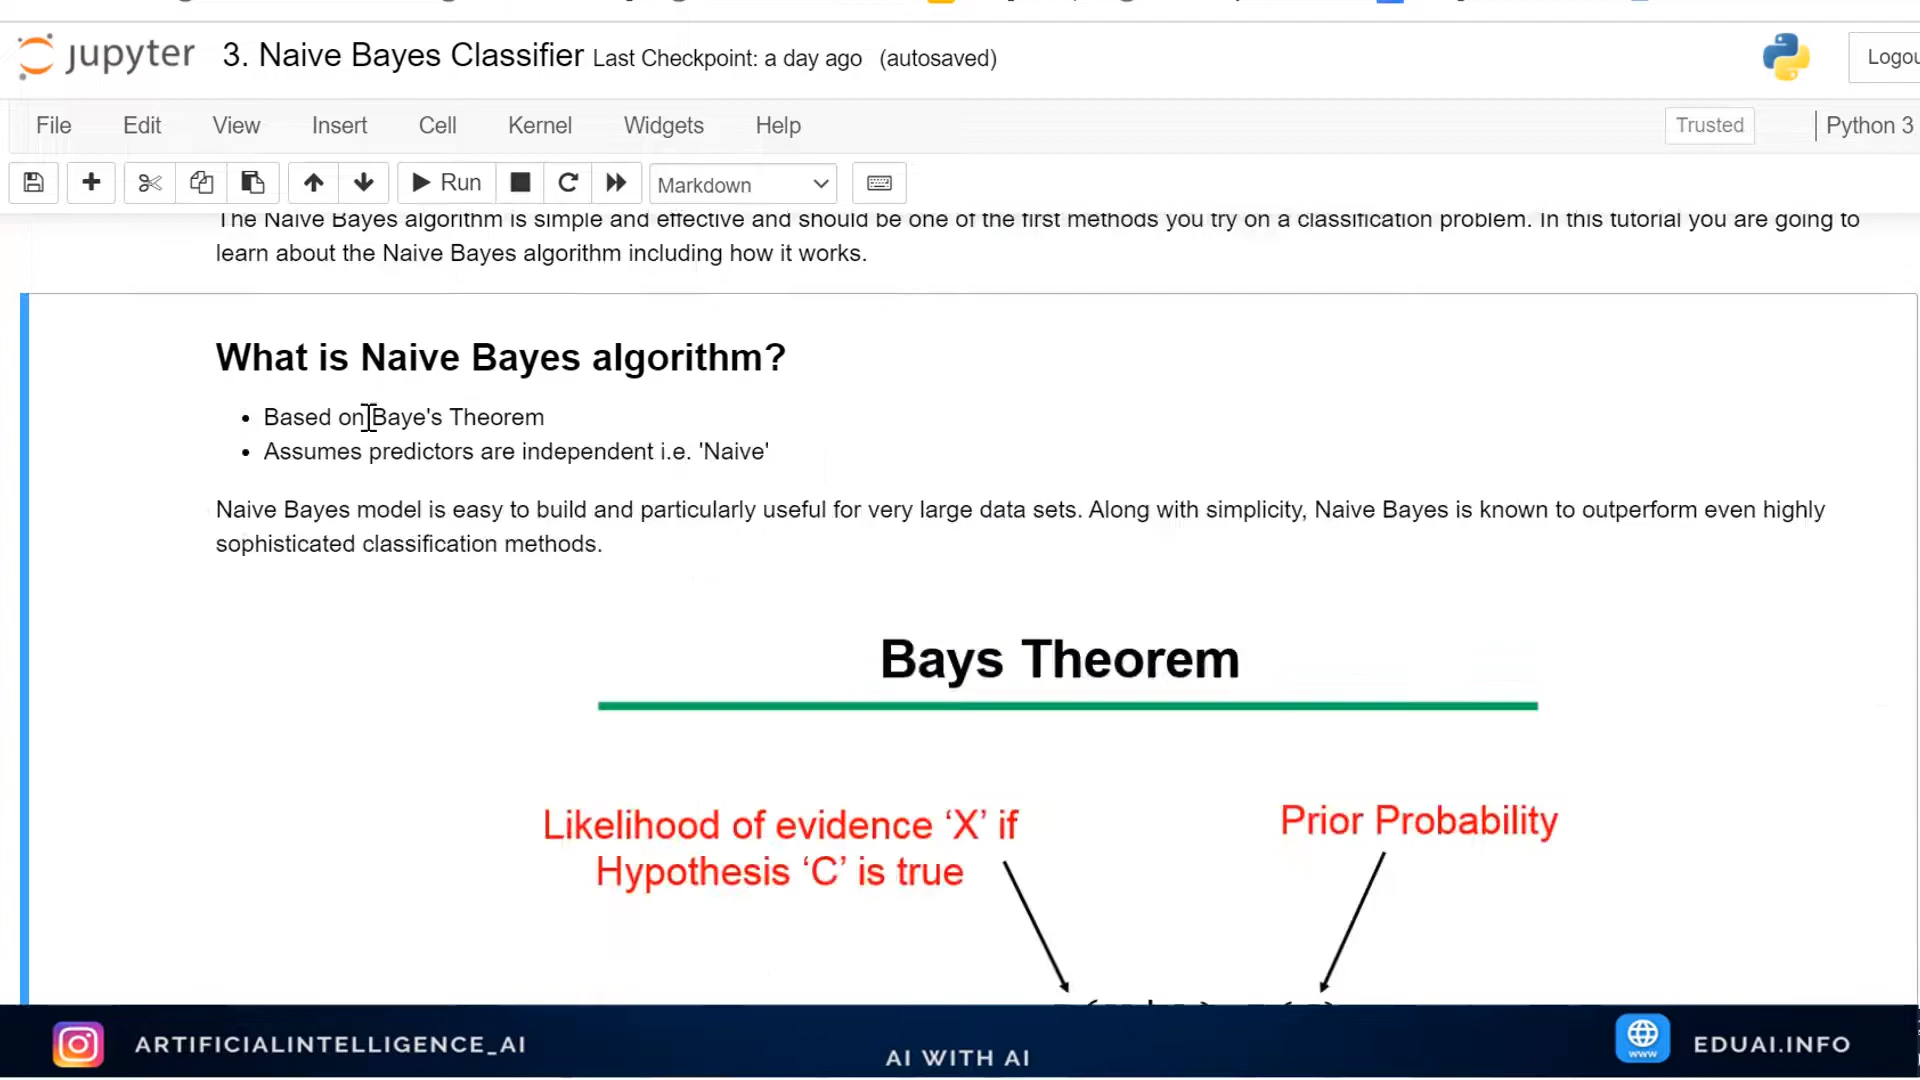 jupyter 3. Naive Bayes Classifier Last Checkpoint: a day ago (autosaved)
File Edit View Insert Cell Kernel Widgets Help Trusted Python 3
Run Markdown
The Naive Bayes algorithm is simple and effective and should be one of the first methods you try on a classification problem. In this tutorial you are going to
learn about the Naive Bayes algorithm including how it works.
What is Naive Bayes algorithm?
• Based on Baye's Theorem
• Assumes predictors are independent i.e. 'Naive'
Naive Bayes model is easy to build and particularly useful for very large data sets. Along with simplicity, Naive Bayes is known to outperform even highly
sophisticated classification methods.
Bays Theorem
Likelihood of evidence ‘X’ if
Hypothesis ‘C’ is true
Prior Probability
ARTIFICIALINTELLIGENCE_AI
AI WITH AI
www
EDUAI.INFO